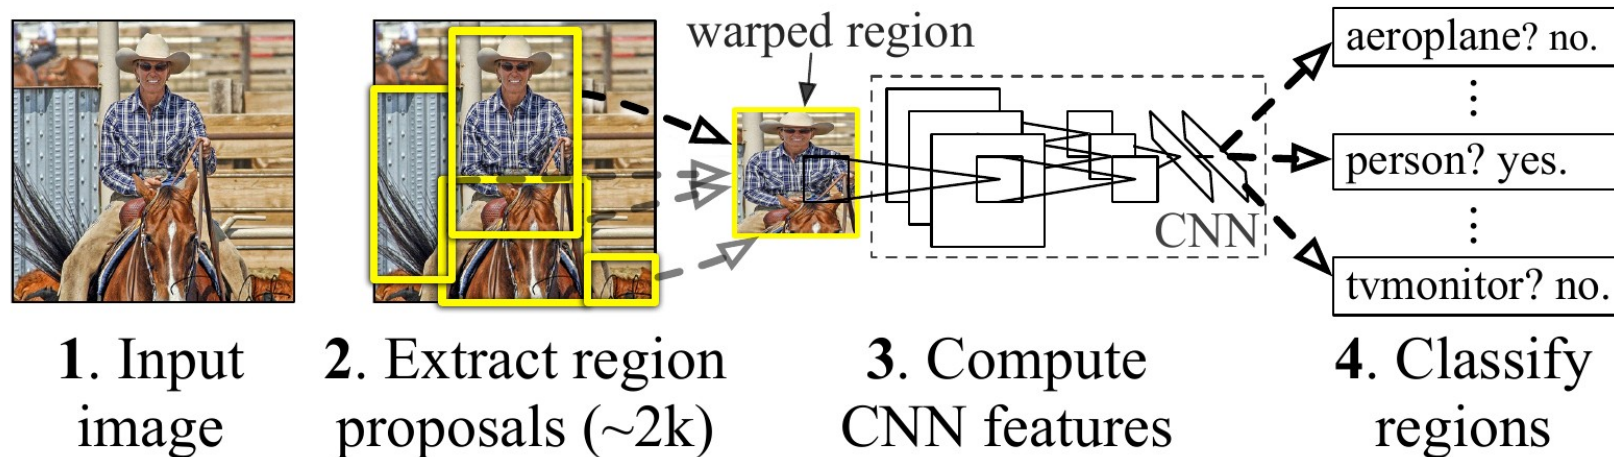 warped region
aeroplane? no.
person? yes.
CNN
tvmonitor? no.
1. Input
image
2. Extract region
proposals (~2k)
3. Compute
CNN features
4. Classify
regions